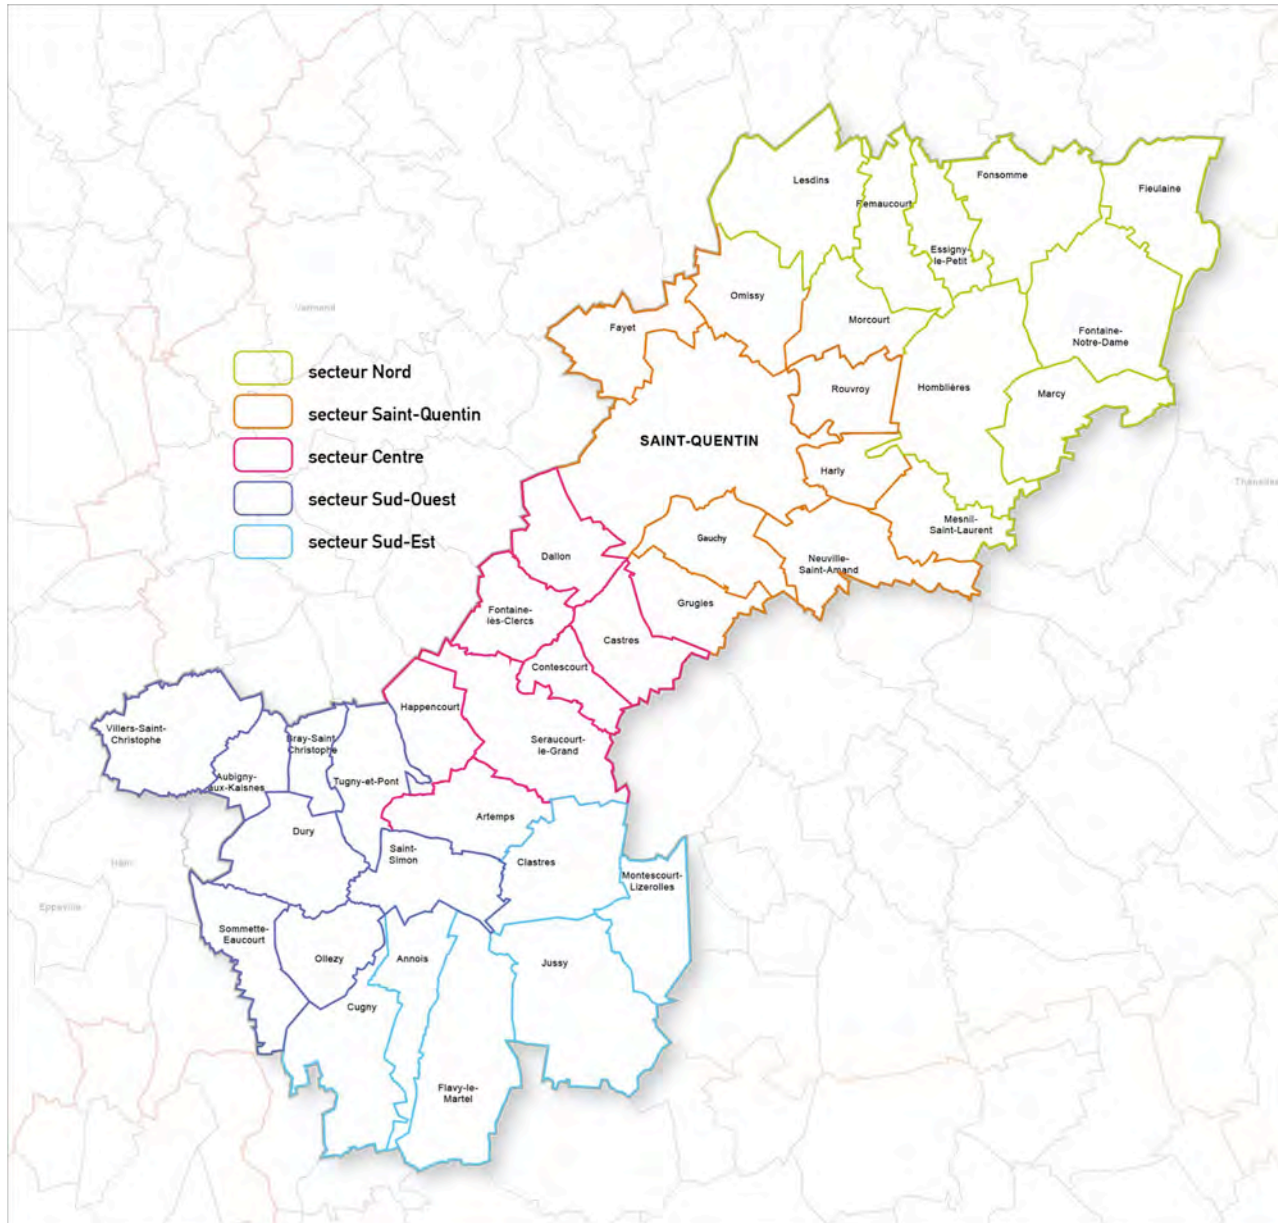 Lesdins
Remaucourt
Fonsomme
Fieulaine
Essigny-
le-Petit
Omissy
Morcourt
Fayet
Vermand
Fontaine-
Notre-Dame
secteur Nord
secteur Saint-Quentin
secteur Centre
secteur Sud-Ouest
secteur Sud-Est
Rouvroy
Homblières
Marcy
SAINT-QUENTIN
Harly
Mesnil-
Saint-Laurent
Gauchy
Neuville-
Saint-Amand
Dallon
Grugies
Fontaine-
lès-Clercs
Castres
Contescourt
Happencourt
Seraucourt-
le-Grand
Villers-Saint-
Christophe
Bray-Saint
Christophe
Aubigny-
aux-Kaisnes
Tugny-et-Pont
Artemps
Dury
Saint-
Simon
Clastres
Montescourt-
Lizerolles
Ham
Eppeville
Sommette-
Eaucourt
Ollezy
Annois
Jussy
Cugny
Flavy-le-
Martel